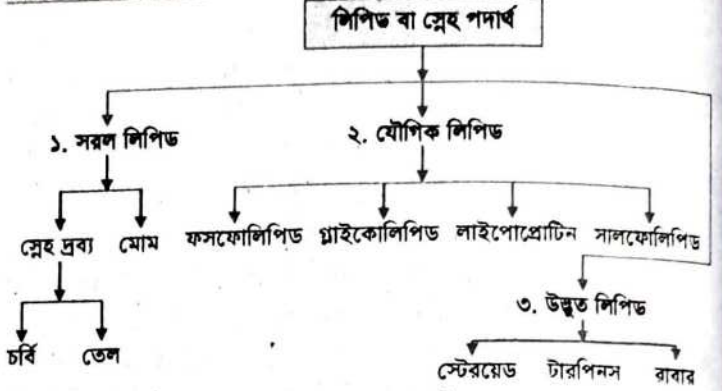 লিপিড বা স্নেহ পদার্থ
১. সরল লিপিড ২. যৌগিক লিপিড
স্নেহ দ্রব্য মোম ফসফোলিপিড গ্লাইকোলিপিড লাইপোপ্রোটিন সালফোলিপিড
৩. উদ্ভূত লিপিড
চর্বি তেল
স্টেরয়েড টারপিনস রাবার